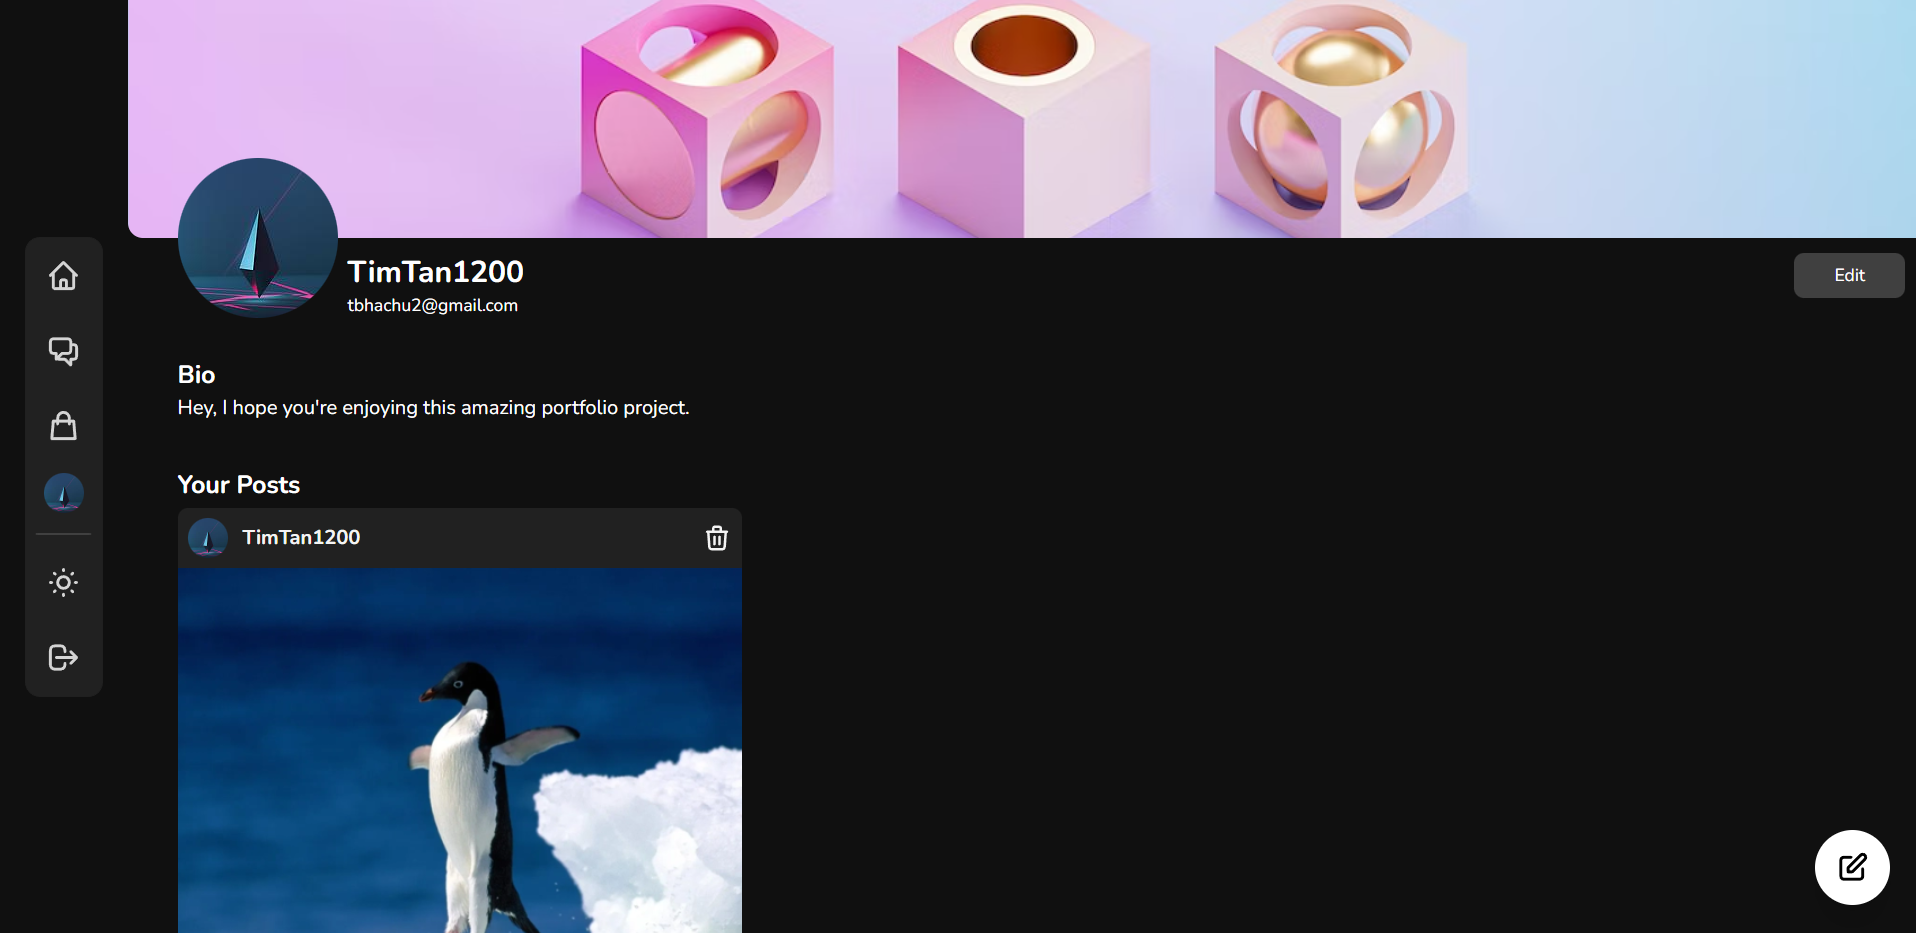 TimTan1200
tbhachu2@gmail.com
Edit
Bio
Hey, I hope you're enjoying this amazing portfolio project.
Your Posts
TimTan1200